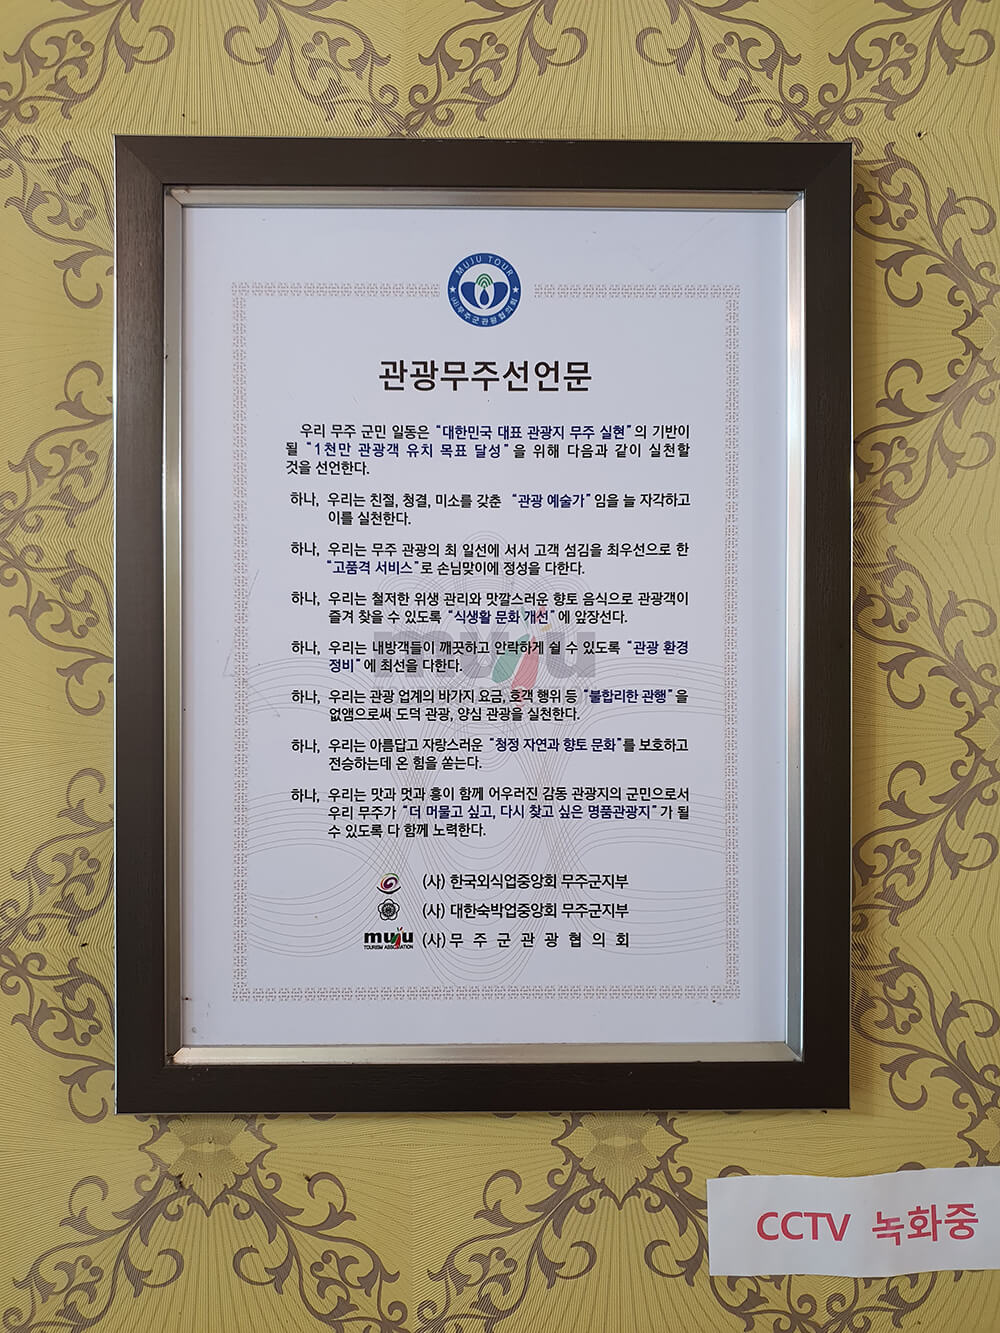 MUJU TOUR
(사)무주군관광협의회
관광무주선언문
우리 무주 군민 일동은 “대한민국 대표 관광지 무주 실현”의 기반이
될 “1천만 관광객 유치 목표 달성”을 위해 다음과 같이 실천할
것을 선언한다.
하나, 우리는 친절, 청결, 미소를 갖춘 “관광 예술가”임을 늘 자각하고
이를 실천한다.
하나, 우리는 무주 관광의 최 일선에 서서 고객 섬김을 최우선으로 한
“고품격 서비스”로 손님맞이에 정성을 다한다.
하나, 우리는 철저한 위생 관리와 맛깔스러운 향토 음식으로 관광객이
즐겨 찾을 수 있도록 “식생활 문화 개선”에 앞장선다.
muju
하나, 우리는 내방객들이 깨끗하고 안락하게 쉴 수 있도록 “관광 환경
정비”에 최선을 다한다.
하나, 우리는 관광 업계의 바가지 요금, 호객 행위 등 “불합리한 관행”을
없앰으로써 도덕 관광, 양심 관광을 실천한다.
하나, 우리는 아름답고 자랑스러운 “청정 자연과 향토 문화”를 보호하고
전승하는데 온 힘을 쏟는다.
하나, 우리는 맛과 멋과 흥이 함께 어우러진 감동 관광지의 군민으로서
우리 무주가 “더 머물고 싶고, 다시 찾고 싶은 명품관광지”가 될
수 있도록 다 함께 노력한다.
(사) 한국외식업중앙회 무주군지부
(사) 대한숙박업중앙회 무주군지부
muju (사)무주군관광협의회
TOURISM ASSOCIATION
CCTV 녹화중